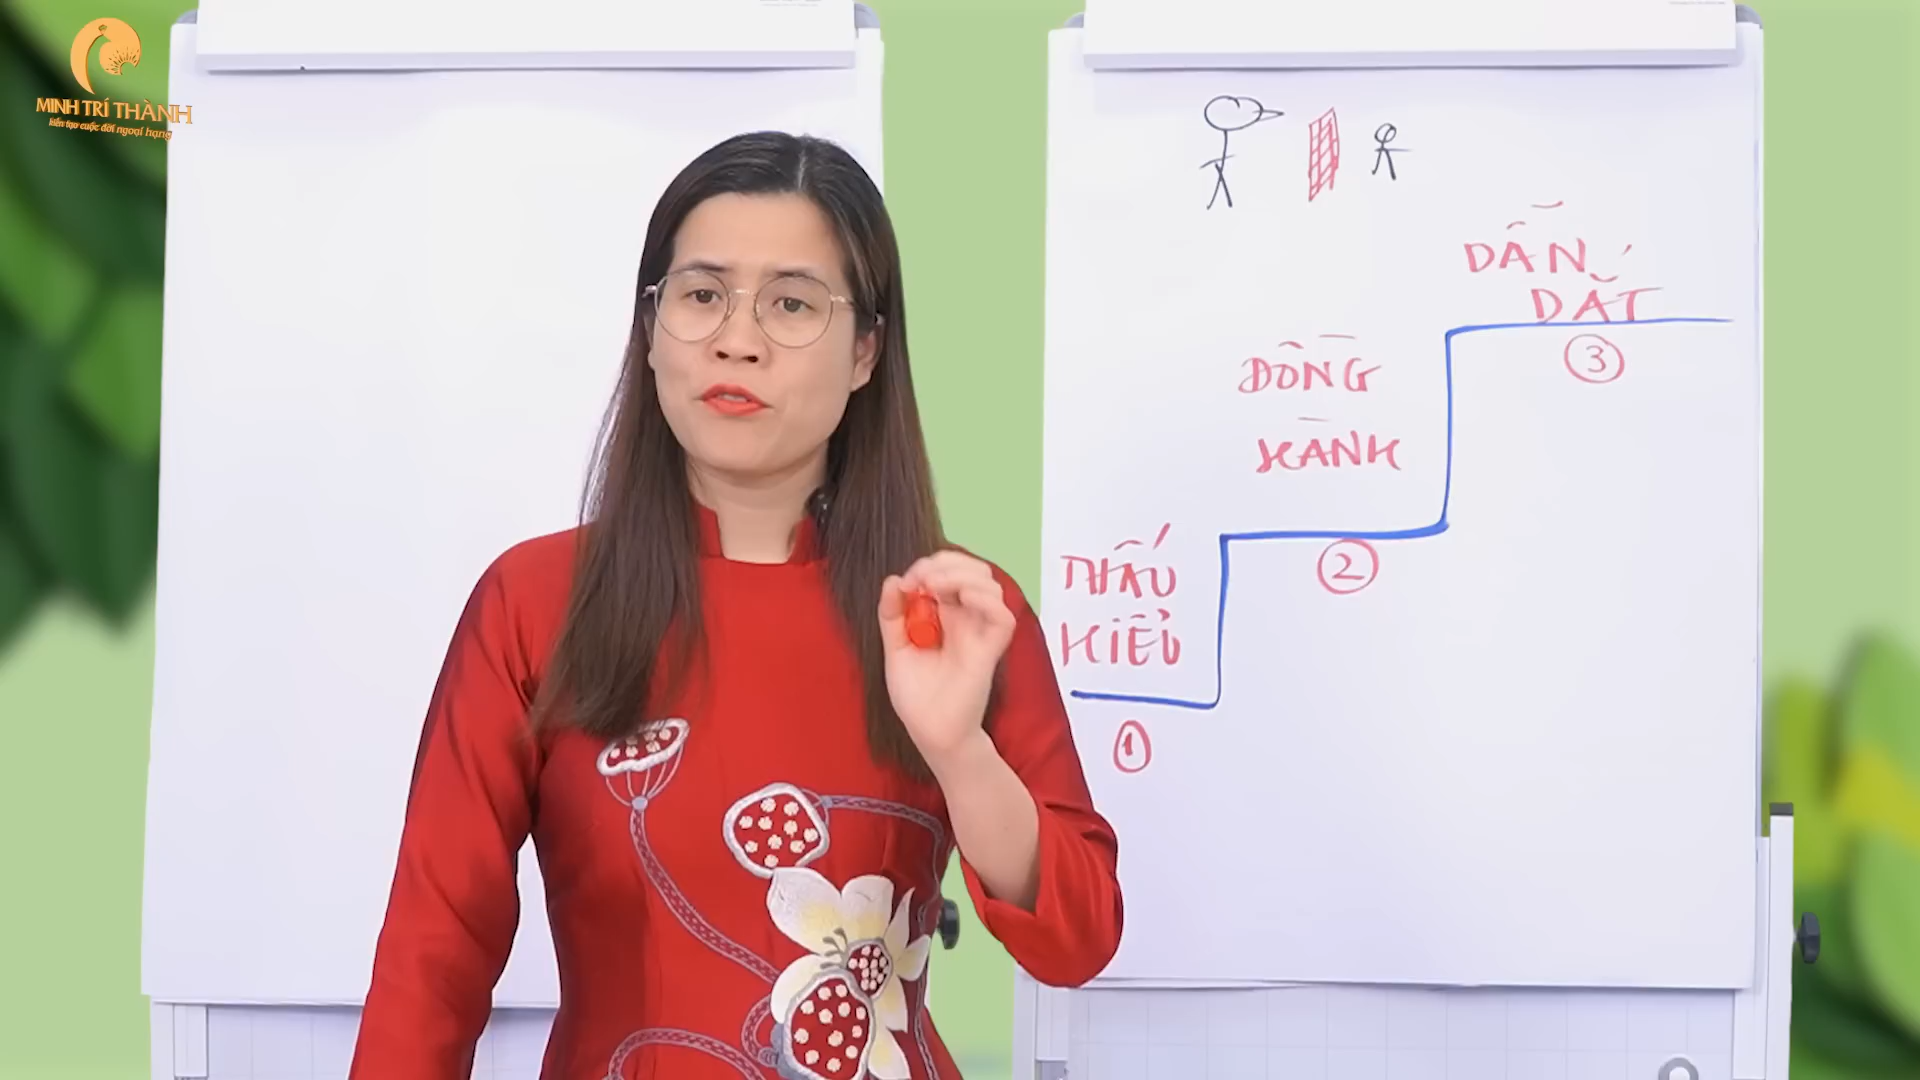 MINH TRÍ THÀNH
kiến tạo cuộc đời ngoại hạng
DẪN
DẮT
③
ĐỒNG
HÀNH
②
THẤU
HIỂU
①